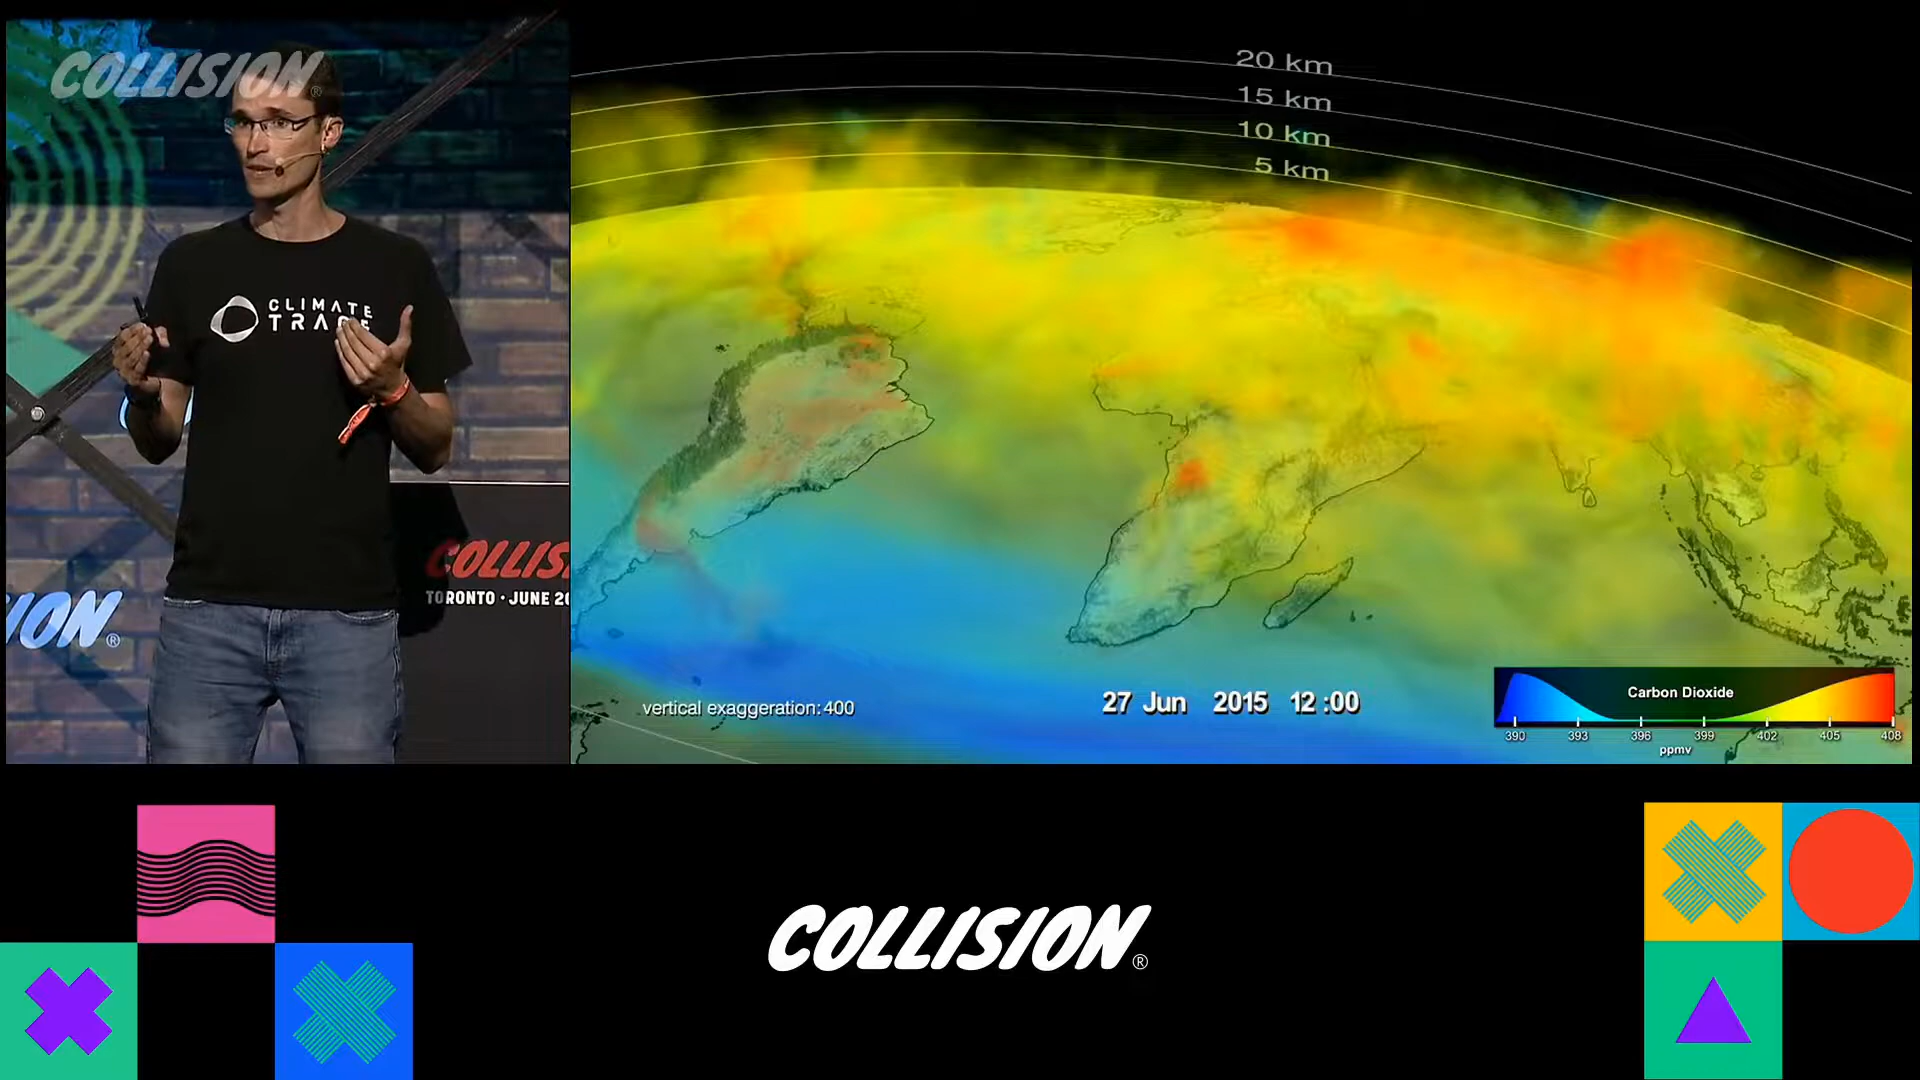 COLLISION®
CLIMATE
TRACE
COLLIS
TORONTO · JUNE 20
ION®
20 km
15 km
10 km
5 km
vertical exaggeration: 400
27 Jun 2015 12:00
Carbon Dioxide
390 393 396 399 402 405 408
ppmv
COLLISION®